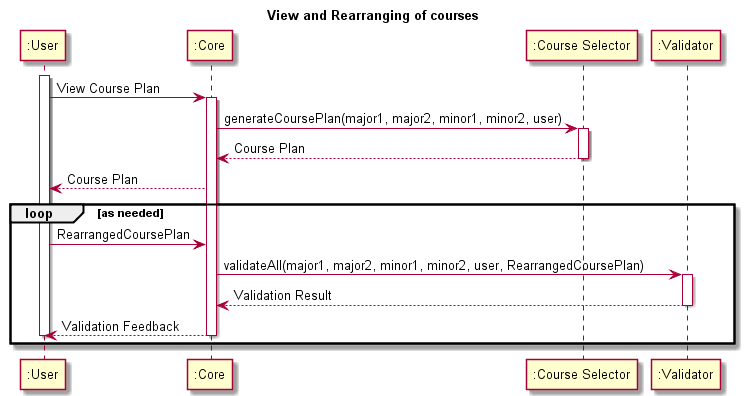 View and Rearranging of courses
:User
:Core
:Course Selector
:Validator
View Course Plan
generateCoursePlan(major1, major2, minor1, minor2, user)
Course Plan
Course Plan
loop
[as needed]
RearrangedCoursePlan
validateAll(major1, major2, minor1, minor2, user, RearrangedCoursePlan)
Validation Result
Validation Feedback
:User
:Core
:Course Selector
:Validator